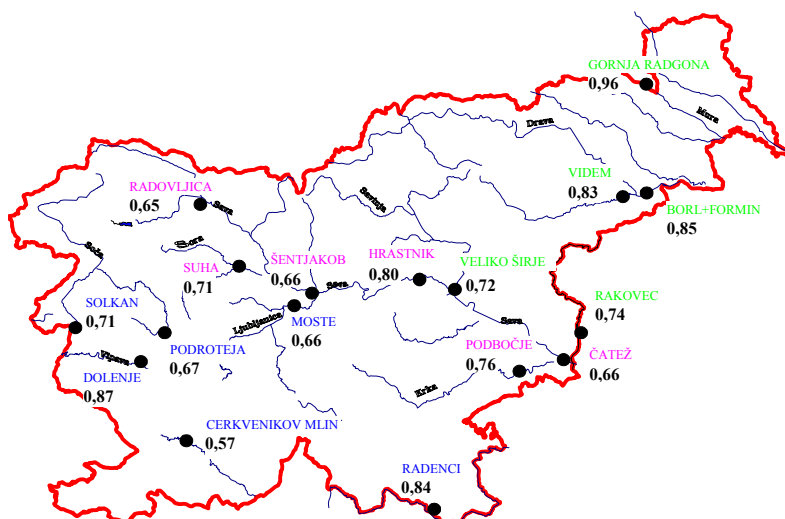 GORNJA RADGONA
0,96
Mura
Drava
VIDEM
0,83
BORL+FORMIN
0,85
RADOVLJICA
0,65
Sava
Savinja
Sora
Soča
SUHA
0,71
ŠENTJAKOB
0,66
Sava
HRASTNIK
0,80
VELIKO ŠIRJE
0,72
SOLKAN
0,71
Ljubljanica
MOSTE
0,66
Sava
RAKOVEC
0,74
PODROTEJA
0,67
Vipava
DOLENJE
0,87
PODBOČJE
0,76
ČATEŽ
0,66
Krka
CERKVENIKOV MLIN
0,57
RADENCI
0,84